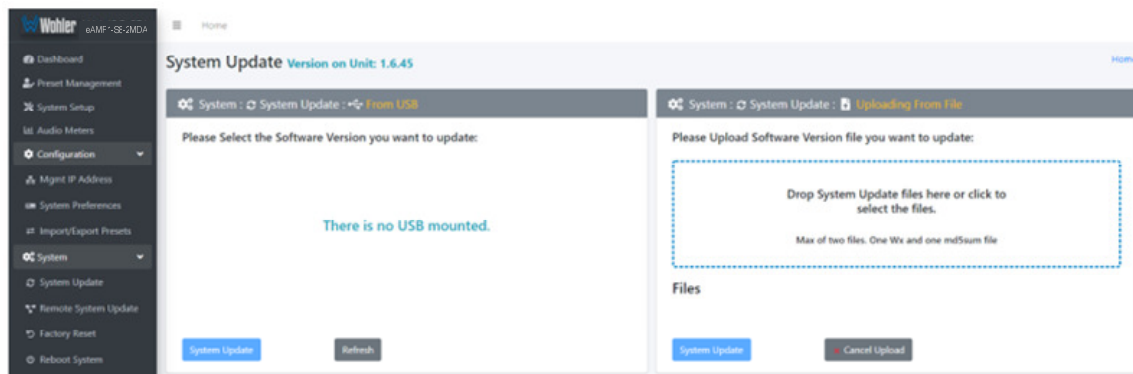 Wohler eAMF1-SE-2MDA
Dashboard
Preset Management
System Setup
Audio Meters
Configuration
Mgmt IP Address
System Preferences
Import/Export Presets
System
System Update
Remote System Update
Factory Reset
Reboot System
Home
System Update Version on Unit: 1.6.45
Home
System : System Update : From USB
Please Select the Software Version you want to update:
There is no USB mounted.
System Update Refresh
System : System Update : Uploading From File
Please Upload Software Version file you want to update:
Drop System Update files here or click to
select the files.
Max of two files. One Wx and one md5sum file
Files
System Update Cancel Upload